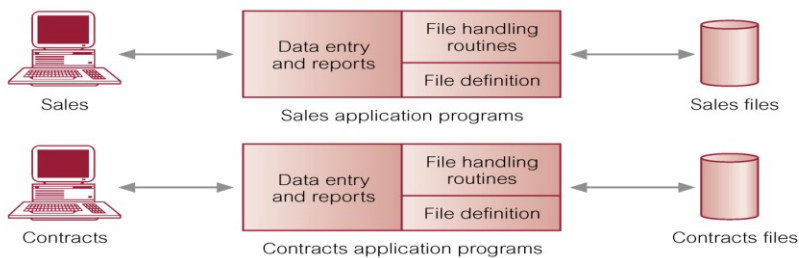 Data entry
and reports
File handling
routines
File definition
Sales
Sales application programs
Sales files
Data entry
and reports
File handling
routines
File definition
Contracts
Contracts application programs
Contracts files